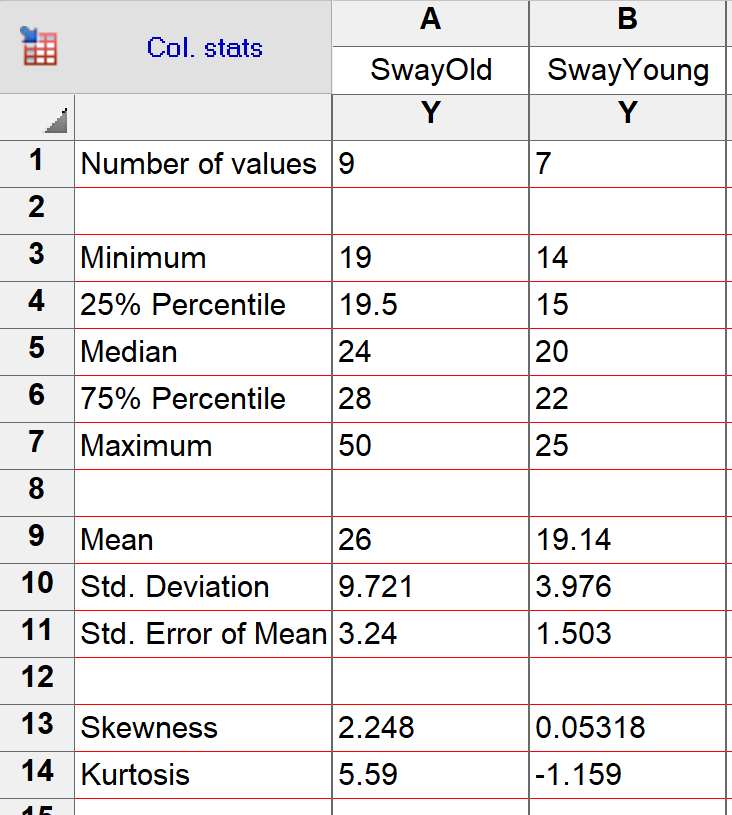 Col. stats A B
SwayOld SwayYoung
Y Y
1 Number of values 9 7
2
3 Minimum 19 14
4 25% Percentile 19.5 15
5 Median 24 20
6 75% Percentile 28 22
7 Maximum 50 25
8
9 Mean 26 19.14
10 Std. Deviation 9.721 3.976
11 Std. Error of Mean 3.24 1.503
12
13 Skewness 2.248 0.05318
14 Kurtosis 5.59 -1.159
15